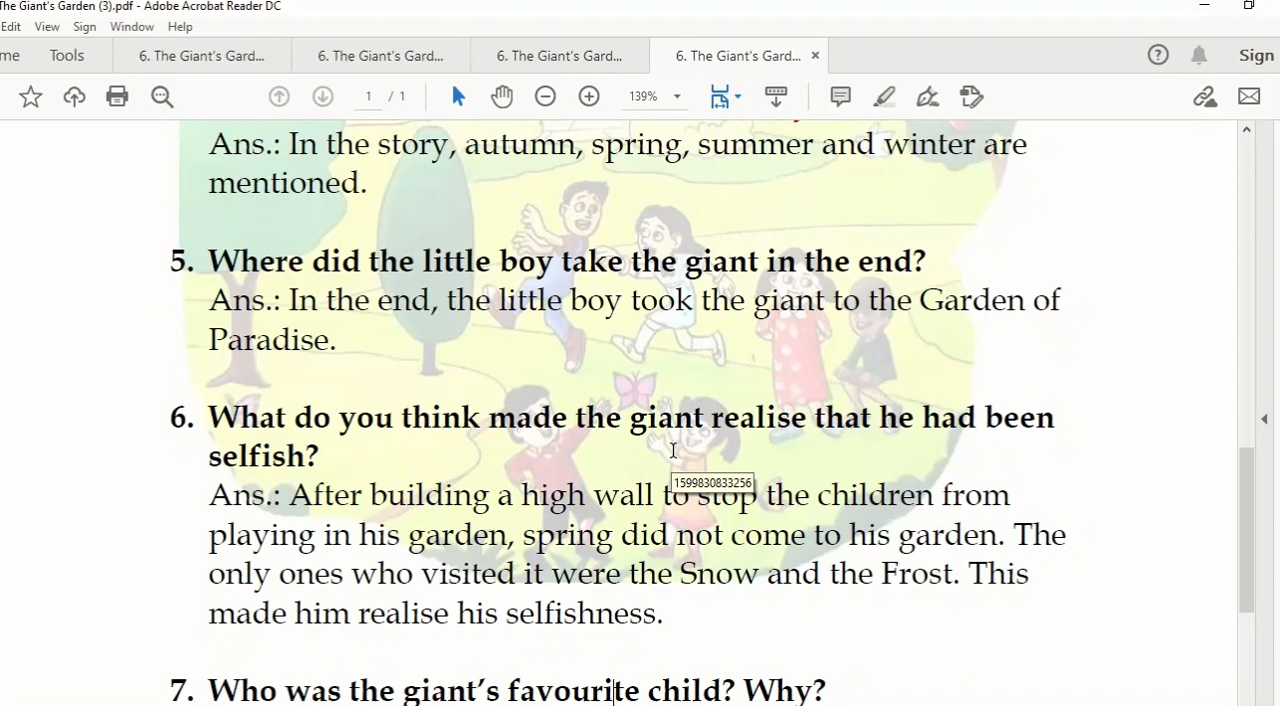 The Giant's Garden (3).pdf - Adobe Acrobat Reader DC
Edit View Sign Window Help
me Tools 6. The Giant's Gard... 6. The Giant's Gard... 6. The Giant's Gard... 6. The Giant's Gard... × Sign
1 / 1 139%
Ans.: In the story, autumn, spring, summer and winter are
mentioned.
5. Where did the little boy take the giant in the end?
Ans.: In the end, the little boy took the giant to the Garden of
Paradise.
6. What do you think made the giant realise that he had been
selfish?
1599830833256
Ans.: After building a high wall to stop the children from
playing in his garden, spring did not come to his garden. The
only ones who visited it were the Snow and the Frost. This
made him realise his selfishness.
7. Who was the giant's favourite child? Why?